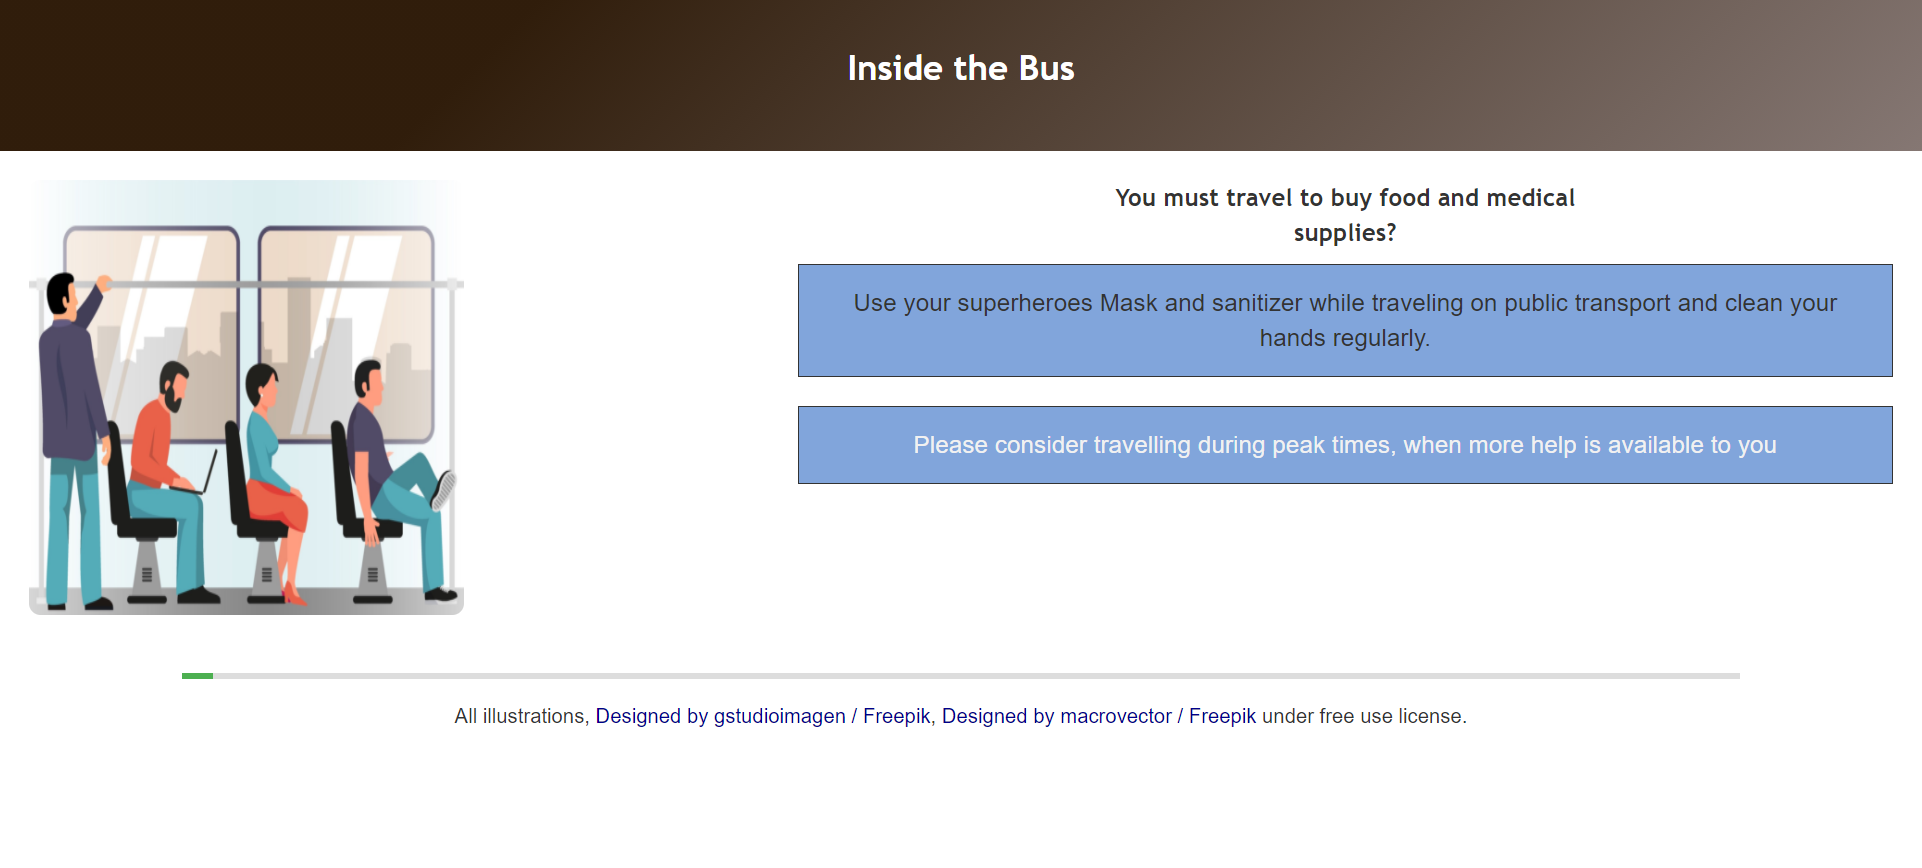 Inside the Bus
You must travel to buy food and medical
supplies?
Use your superheroes Mask and sanitizer while traveling on public transport and clean your
hands regularly.
Please consider travelling during peak times, when more help is available to you
All illustrations, Designed by gstudioimagen / Freepik, Designed by macrovector / Freepik under free use license.